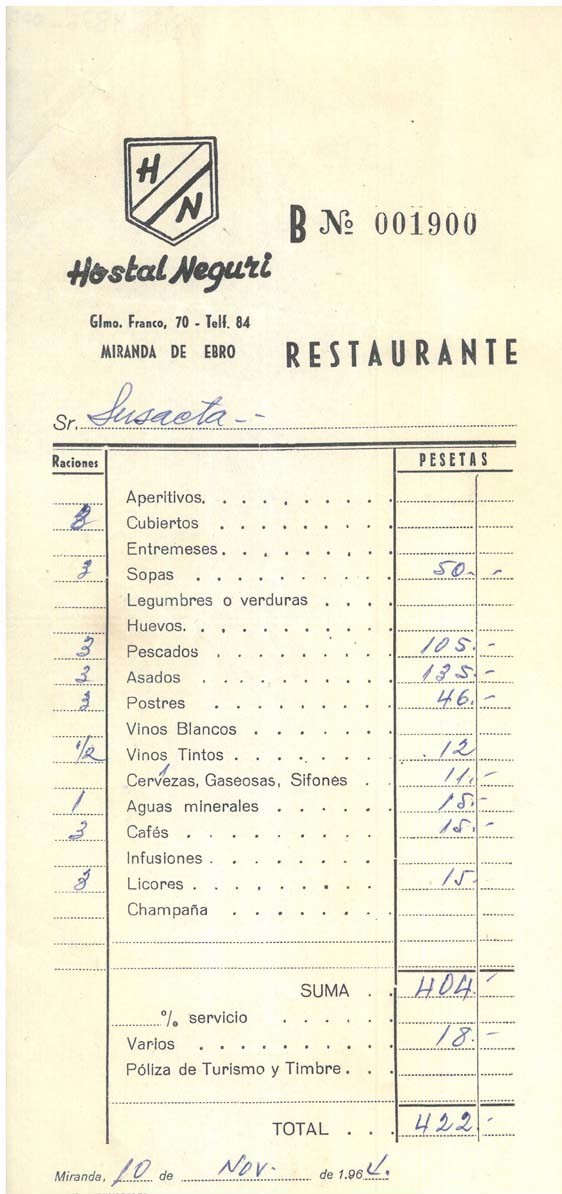 H
N
Hostal Neguri
B Nº 001900
Glmo. Franco, 70 - Telf. 84
MIRANDA DE EBRO
RESTAURANTE
Sr. Susaeta.-
Raciones PESETAS
Aperitivos.
3 Cubiertos
Entremeses.
3 Sopas 50.-
Legumbres o verduras
Huevos.
3 Pescados 105.-
3 Asados 135.-
3 Postres 46.-
Vinos Blancos
1/2 Vinos Tintos 12
Cervezas, Gaseosas, Sifones 11.-
1 Aguas minerales 15.-
3 Cafés 15.-
Infusiones
3 Licores 15
Champaña
SUMA 404.-
% servicio
Varios 18.-
Póliza de Turismo y Timbre
TOTAL 422.-
Miranda, 10 de Nov. de 1.964.